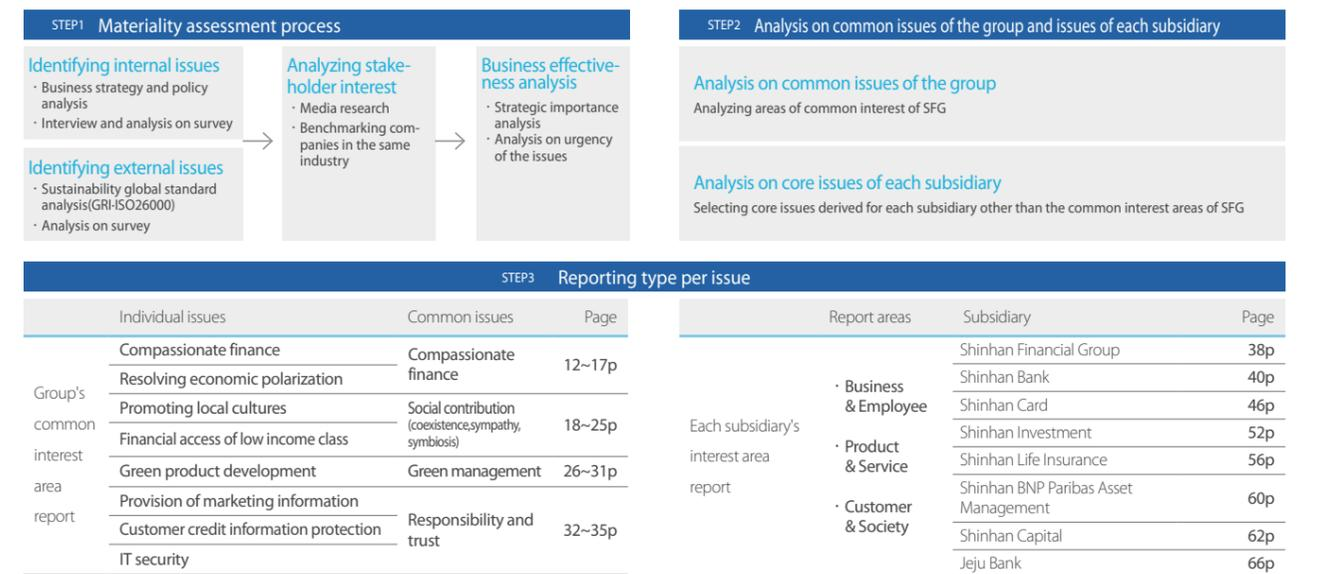 STEP1 Materiality assessment process
Identifying internal issues
· Business strategy and policy
analysis
· Interview and analysis on survey
Identifying external issues
· Sustainability global standard
analysis(GRI·ISO26000)
· Analysis on survey
Analyzing stake-
holder interest
· Media research
· Benchmarking com-
panies in the same
industry
Business effective-
ness analysis
· Strategic importance
analysis
· Analysis on urgency
of the issues
STEP2 Analysis on common issues of the group and issues of each subsidiary
Analysis on common issues of the group
Analyzing areas of common interest of SFG
Analysis on core issues of each subsidiary
Selecting core issues derived for each subsidiary other than the common interest areas of SFG
STEP3 Reporting type per issue
Individual issues Common issues Page
Group's
common
interest
area
report
Compassionate finance
Resolving economic polarization
Compassionate
finance
12~17p
Promoting local cultures
Financial access of low income class
Social contribution
(coexistence,sympathy,
symbiosis)
18~25p
Green product development Green management 26~31p
Provision of marketing information
Customer credit information protection
IT security
Responsibility and
trust
32~35p
Report areas Subsidiary Page
Each subsidiary's
interest area
report
· Business
& Employee
· Product
& Service
· Customer
& Society
Shinhan Financial Group 38p
Shinhan Bank 40p
Shinhan Card 46p
Shinhan Investment 52p
Shinhan Life Insurance 56p
Shinhan BNP Paribas Asset
Management 60p
Shinhan Capital 62p
Jeju Bank 66p